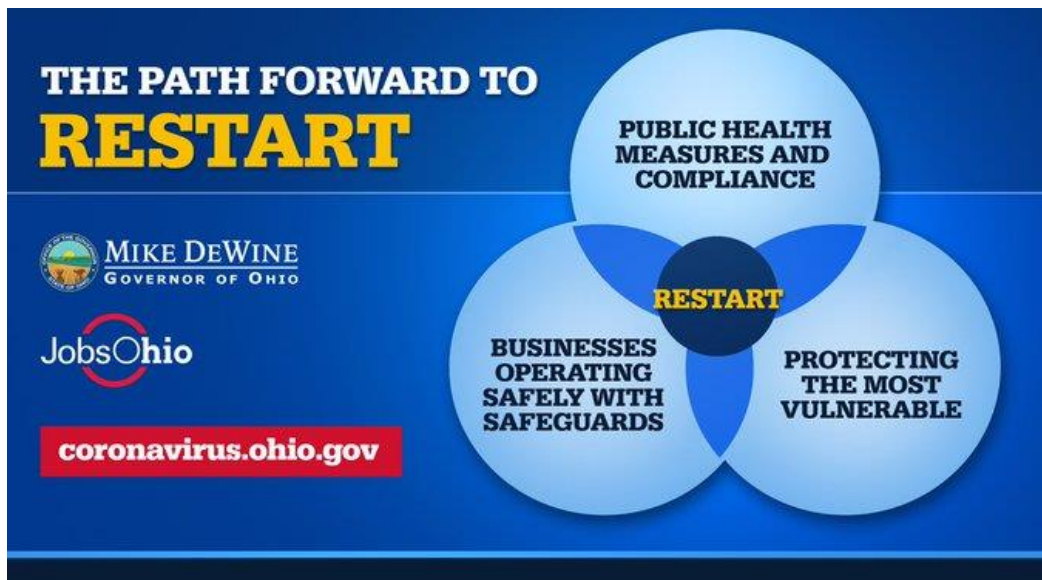 THE PATH FORWARD TO
RESTART
MIKE DEWINE
GOVERNOR OF OHIO
JobsOhio
coronavirus.ohio.gov
PUBLIC HEALTH
MEASURES AND
COMPLIANCE
RESTART
BUSINESSES
OPERATING
SAFELY WITH
SAFEGUARDS
PROTECTING
THE MOST
VULNERABLE